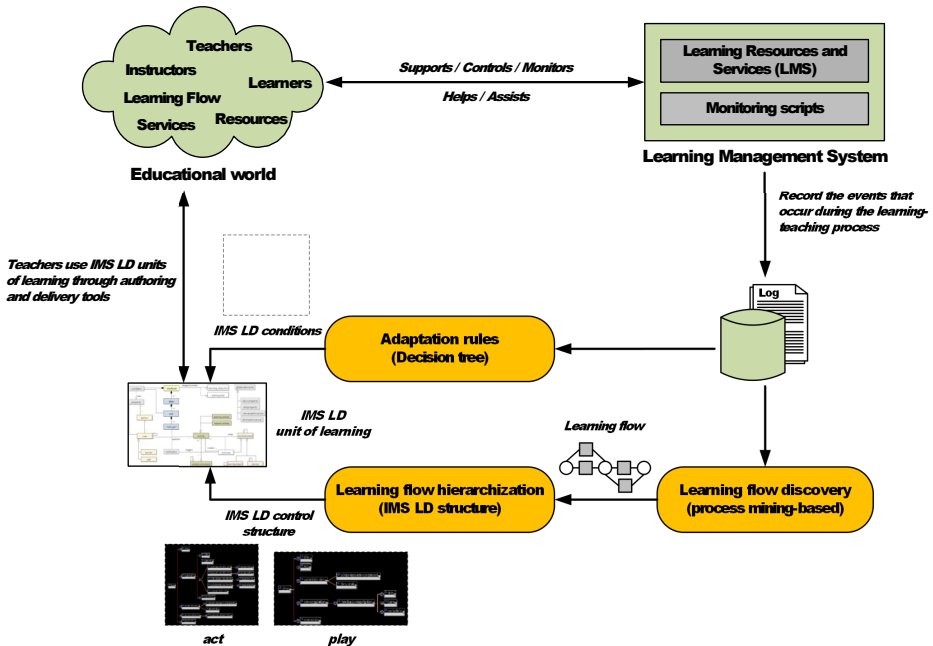 Teachers
Instructors
Learners
Learning Flow
Resources
Services
Educational world
Supports / Controls / Monitors
Helps / Assists
Learning Resources and
Services (LMS)
Monitoring scripts
Learning Management System
Record the events that
occur during the learning-
teaching process
Teachers use IMS LD units
of learning through authoring
and delivery tools
Log
IMS LD conditions
Adaptation rules
(Decision tree)
IMS LD
unit of learning
Learning flow
Learning flow hierarchization
(IMS LD structure)
Learning flow discovery
(process mining-based)
IMS LD control
structure
act
play